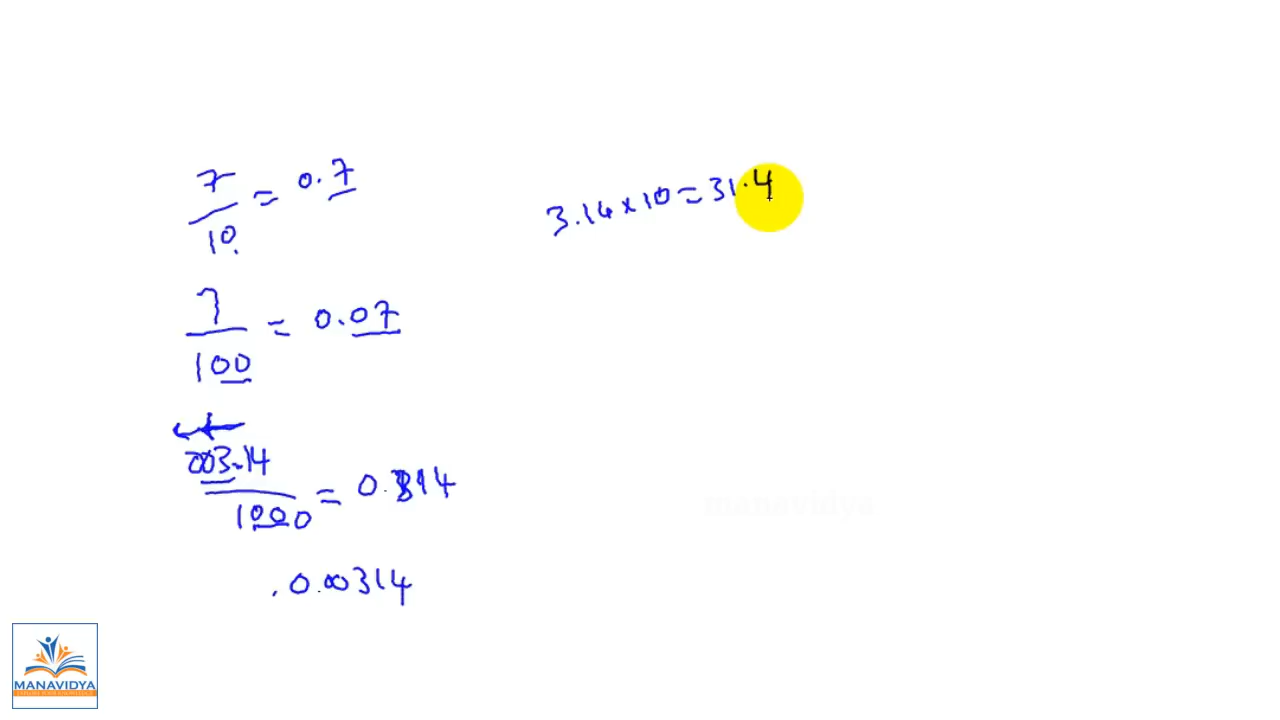 7/10 = 0.7
3.14 x 10 = 31.4
7/100 = 0.07
003.14/1000 = 0.314
.0.00314
manavidya
MANAVIDYA